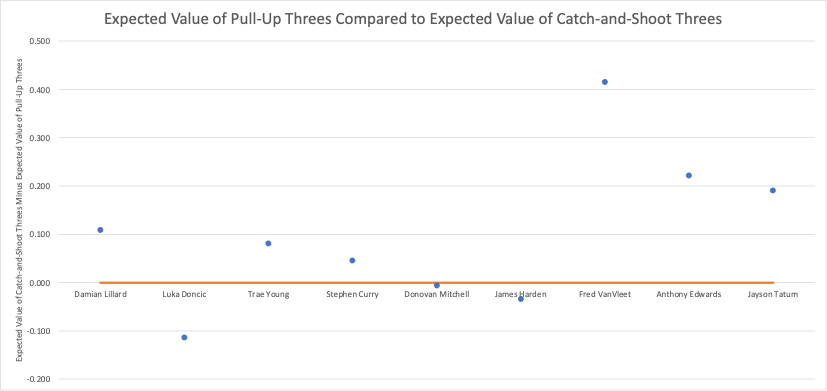 Expected Value of Pull-Up Threes Compared to Expected Value of Catch-and-Shoot Threes
Expected Value of Catch-and-Shoot Threes Minus Expected Value of Pull-Up Threes
0.500
0.400
0.300
0.200
0.100
0.000
-0.100
-0.200
Damian Lillard Luka Doncic Trae Young Stephen Curry Donovan Mitchell James Harden Fred VanVleet Anthony Edwards Jayson Tatum